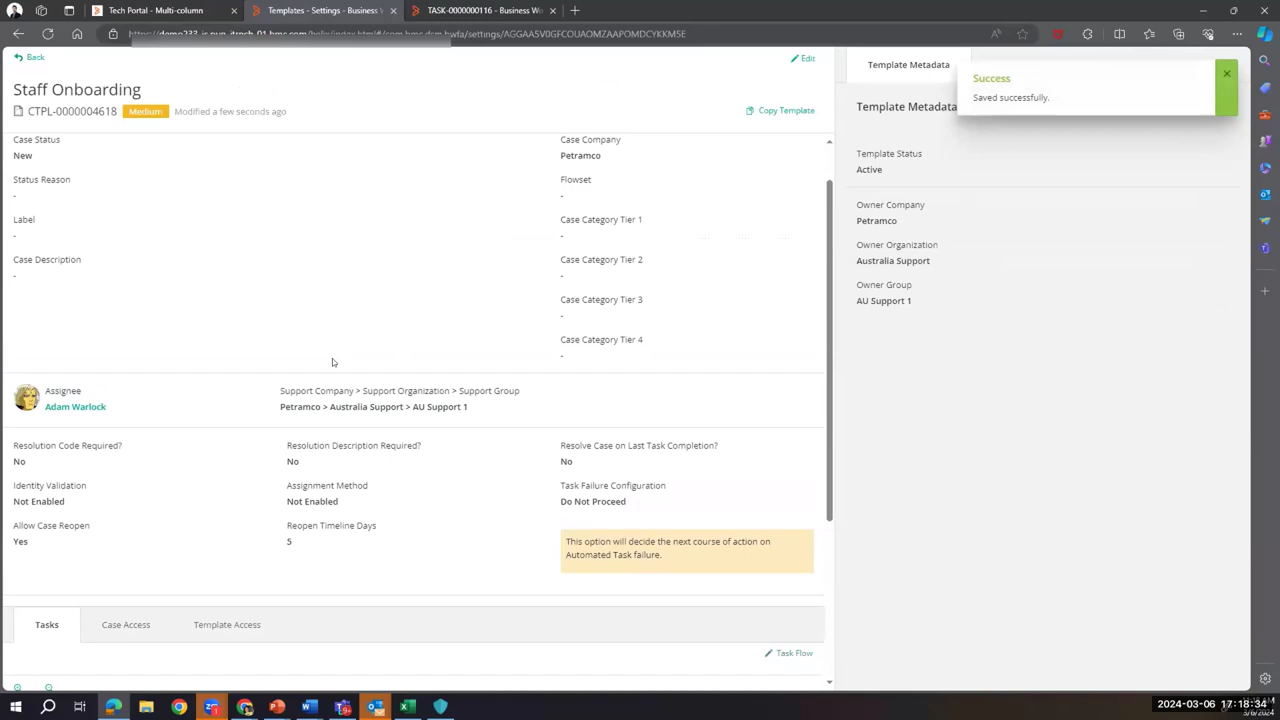 Tech Portal - Multi-column
Templates - Settings - Business
TASK-0000000116 - Business Wo
Back
Edit
Staff Onboarding
CTPL-0000004618 Medium Modified a few seconds ago
Copy Template
Case Status
New
Status Reason
-
Label
-
Case Description
-
Case Company
Petramco
Flowset
-
Case Category Tier 1
-
Case Category Tier 2
-
Case Category Tier 3
-
Case Category Tier 4
-
Assignee
Adam Warlock
Support Company > Support Organization > Support Group
Petramco > Australia Support > AU Support 1
Resolution Code Required?
No
Resolution Description Required?
No
Resolve Case on Last Task Completion?
No
Identity Validation
Not Enabled
Assignment Method
Not Enabled
Task Failure Configuration
Do Not Proceed
Allow Case Reopen
Yes
Reopen Timeline Days
5
This option will decide the next course of action on
Automated Task failure.
Tasks
Case Access
Template Access
Task Flow
Template Metadata
Template Metadata
Success
Saved successfully.
Template Status
Active
Owner Company
Petramco
Owner Organization
Australia Support
Owner Group
AU Support 1
2024-03-06 17:18:34